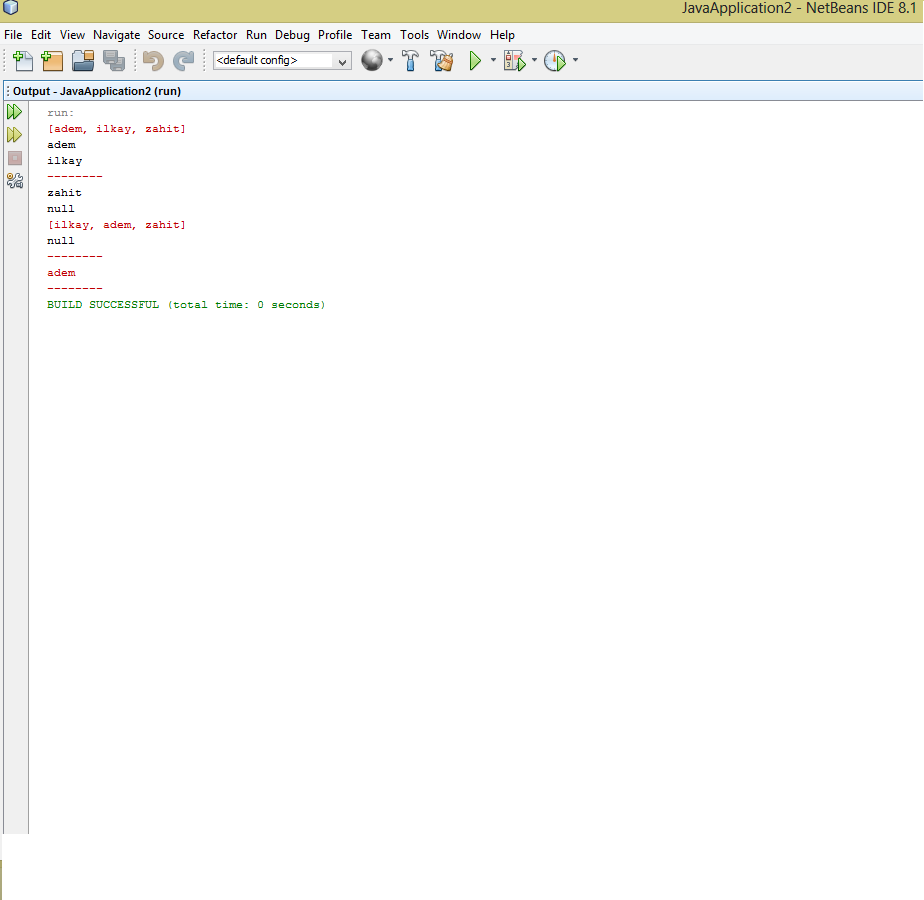 JavaApplication2 - NetBeans IDE 8.1
File Edit View Navigate Source Refactor Run Debug Profile Team Tools Window Help
<default config>
Output - JavaApplication2 (run)
run:
[adem, ilkay, zahit]
adem
ilkay
--------
zahit
null
[ilkay, adem, zahit]
null
--------
adem
--------
BUILD SUCCESSFUL (total time: 0 seconds)